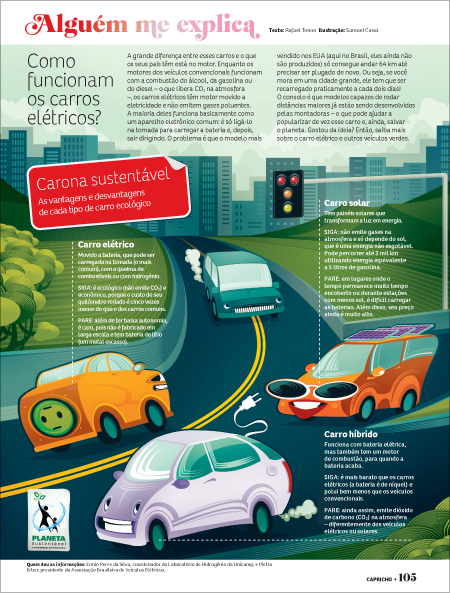 Alguém me explica
Texto: Rafael Tonon Ilustração: Samuel Casal
Como
funcionam
os carros
elétricos?
A grande diferença entre esses carros e o que
os seus pais têm está no motor. Enquanto os
motores dos veículos convencionais funcionam
com a combustão do álcool, da gasolina ou
do diesel – o que libera CO₂ na atmosfera
–, os carros elétricos têm motor movido a
eletricidade e não emitem gases poluentes.
A maioria deles funciona basicamente como
um aparelho eletrônico comum: é só ligá-lo
na tomada para carregar a bateria e, depois,
sair dirigindo. O problema é que o modelo mais
vendido nos EUA (aqui no Brasil, eles ainda não
são produzidos) só consegue andar 64 km até
precisar ser plugado de novo. Ou seja, se você
mora em uma cidade grande, ele tem que ser
recarregado praticamente a cada dois dias!
O consolo é que modelos capazes de rodar
distâncias maiores já estão sendo desenvolvidos
pelas montadoras – o que pode ajudar a
popularizar de vez esse carro e, ainda, salvar
o planeta. Gostou da ideia? Então, saiba mais
sobre o carro elétrico e outros veículos verdes.
Carona sustentável
As vantagens e desvantagens
de cada tipo de carro ecológico
Carro elétrico
Movido a bateria, que pode ser
carregada na tomada (o mais
comum), com a queima de
combustíveis ou com hidrogênio.
SIGA: é ecológico (não emite CO₂) e
econômico, porque o custo de seu
quilômetro rodado é cinco vezes
menor do que o dos carros comuns.
PARE: além de ter baixa autonomia,
é caro, pois não é fabricado em
larga escala e tem bateria de lítio
(um metal escasso).
Carro solar
Tem painéis solares que
transformam a luz em energia.
SIGA: não emite gases na
atmosfera e só depende do sol,
que é uma energia não esgotável.
Pode percorrer até 3 mil km
utilizando energia equivalente
a 5 litros de gasolina.
PARE: em lugares onde o
tempo permanece muito tempo
encoberto ou durante estações
com menos sol, é difícil carregar
as baterias. Além disso, seu preço
ainda é muito alto.
Carro híbrido
Funciona com bateria elétrica,
mas também tem um motor
de combustão, para quando a
bateria acaba.
SIGA: é mais barato que os carros
elétricos (a bateria é de níquel) e
polui bem menos que os veículos
convencionais.
PARE: ainda assim, emite dióxido
de carbono (CO₂) na atmosfera
– diferentemente dos veículos
elétricos ou solares.
PLANETA
sustentável
Quem deu as informações: Ennio Peres da Silva, coordenador do Laboratório de Hidrogênio da Unicamp, e Pietro
Erber, presidente da Associação Brasileira de Veículos Elétricos.
CAPRICHO • 105